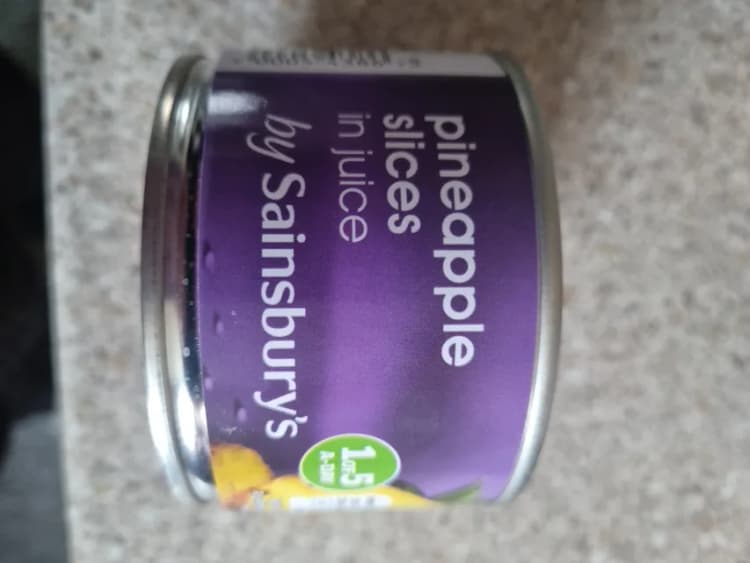 pineapple
slices
in juice
by Sainsbury's
1 OF 5
A-DAY